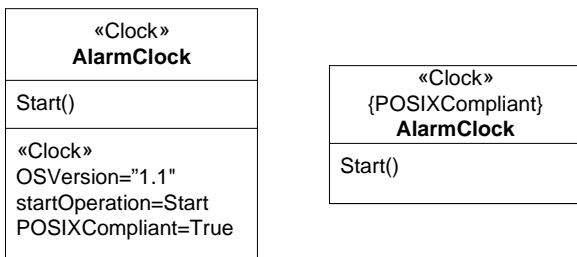 «Clock»
AlarmClock
Start()
«Clock»
OSVersion=”1.1"
startOperation=Start
POSIXCompliant=True
«Clock»
{POSIXCompliant}
AlarmClock
Start()